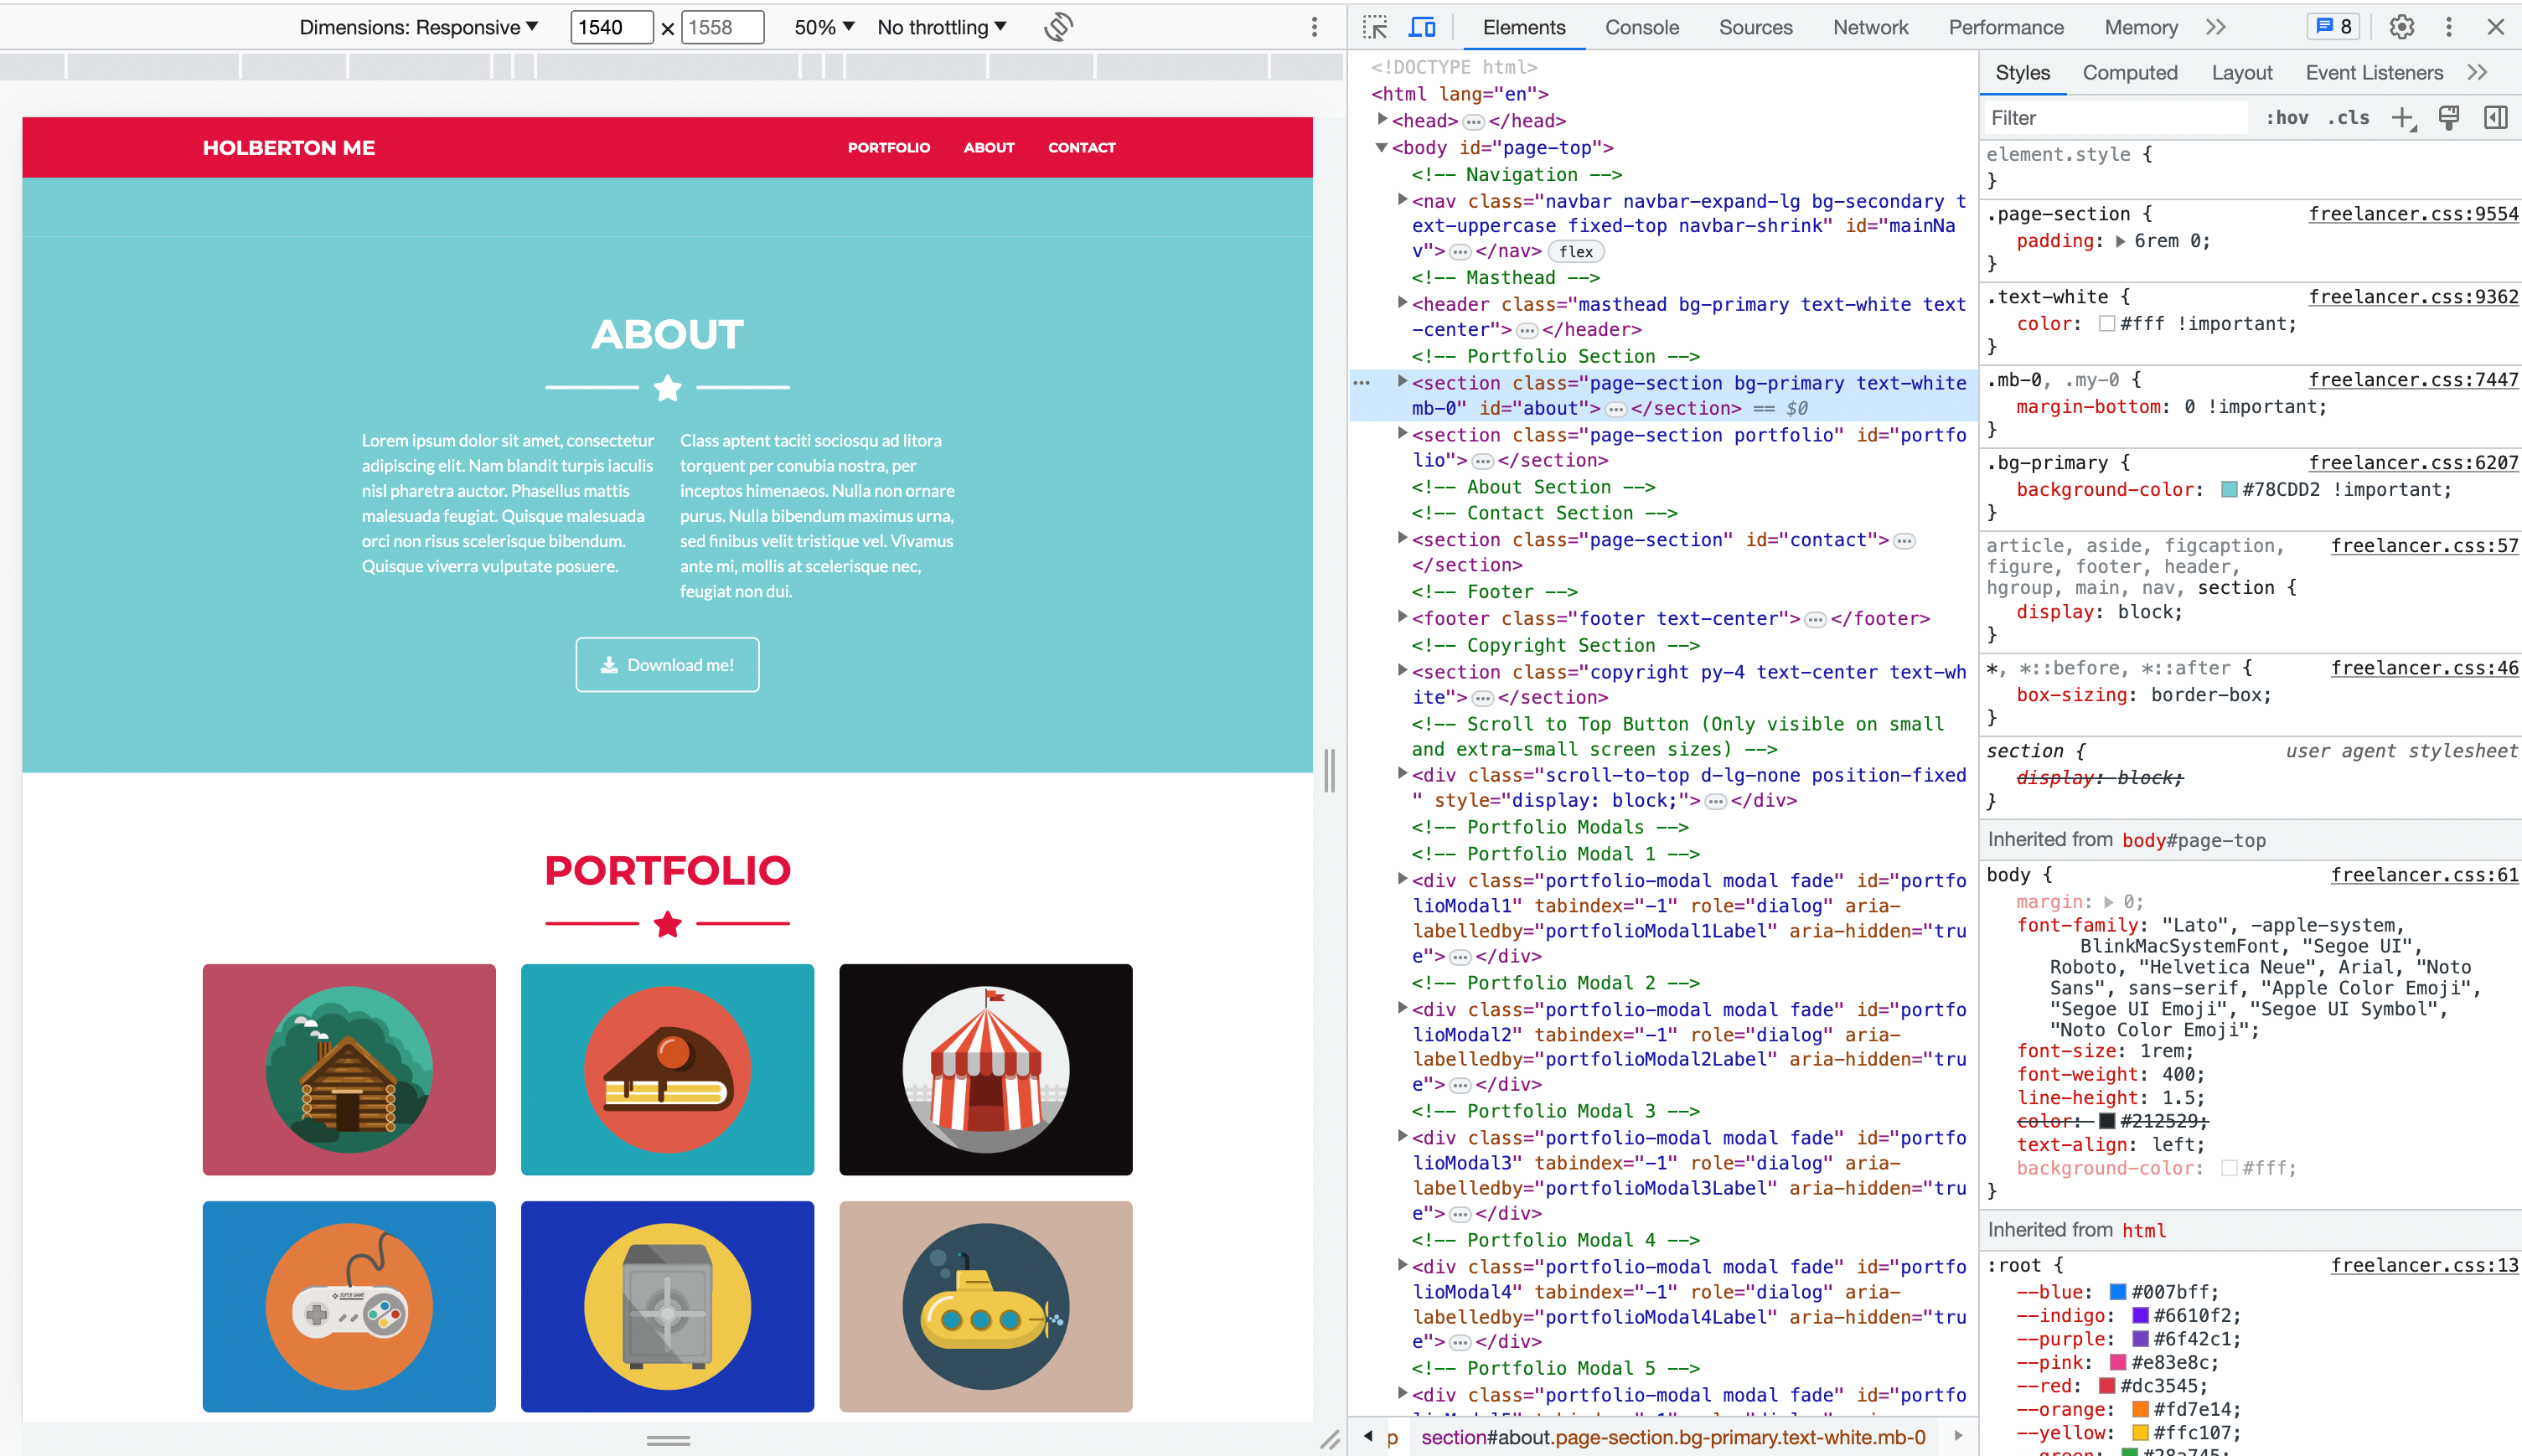 Dimensions: Responsive ▼ 1540 × 1558 50% ▼ No throttling ▼
HOLBERTON ME
PORTFOLIO ABOUT CONTACT
ABOUT
Lorem ipsum dolor sit amet, consectetur
adipiscing elit. Nam blandit turpis iaculis
nisl pharetra auctor. Phasellus mattis
malesuada feugiat. Quisque malesuada
orci non risus scelerisque bibendum.
Quisque viverra vulputate posuere.
Class aptent taciti sociosqu ad litora
torquent per conubia nostra, per
inceptos himenaeos. Nulla non ornare
purus. Nulla bibendum maximus urna,
sed finibus velit tristique vel. Vivamus
ante mi, mollis at scelerisque nec,
feugiat non dui.
Download me!
PORTFOLIO
SUPER GAME
Elements Console Sources Network Performance Memory 8
<!DOCTYPE html>
<html lang="en">
<head>…</head>
<body id="page-top">
<!-- Navigation -->
<nav class="navbar navbar-expand-lg bg-secondary t
ext-uppercase fixed-top navbar-shrink" id="mainNa
v">…</nav> flex
<!-- Masthead -->
<header class="masthead bg-primary text-white text
-center">…</header>
<!-- Portfolio Section -->
… <section class="page-section bg-primary text-white
mb-0" id="about">…</section> == $0
<section class="page-section portfolio" id="portfo
lio">…</section>
<!-- About Section -->
<!-- Contact Section -->
<section class="page-section" id="contact">…
</section>
<!-- Footer -->
<footer class="footer text-center">…</footer>
<!-- Copyright Section -->
<section class="copyright py-4 text-center text-wh
ite">…</section>
<!-- Scroll to Top Button (Only visible on small
and extra-small screen sizes) -->
<div class="scroll-to-top d-lg-none position-fixed
" style="display: block;">…</div>
<!-- Portfolio Modals -->
<!-- Portfolio Modal 1 -->
<div class="portfolio-modal modal fade" id="portfo
lioModal1" tabindex="-1" role="dialog" aria-
labelledby="portfolioModal1Label" aria-hidden="tru
e">…</div>
<!-- Portfolio Modal 2 -->
<div class="portfolio-modal modal fade" id="portfo
lioModal2" tabindex="-1" role="dialog" aria-
labelledby="portfolioModal2Label" aria-hidden="tru
e">…</div>
<!-- Portfolio Modal 3 -->
<div class="portfolio-modal modal fade" id="portfo
lioModal3" tabindex="-1" role="dialog" aria-
labelledby="portfolioModal3Label" aria-hidden="tru
e">…</div>
<!-- Portfolio Modal 4 -->
<div class="portfolio-modal modal fade" id="portfo
lioModal4" tabindex="-1" role="dialog" aria-
labelledby="portfolioModal4Label" aria-hidden="tru
e">…</div>
<!-- Portfolio Modal 5 -->
<div class="portfolio-modal modal fade" id="portfo
p section#about.page-section.bg-primary.text-white.mb-0
Styles Computed Layout Event Listeners
Filter :hov .cls
element.style {
}
.page-section { freelancer.css:9554
padding: ▶ 6rem 0;
}
.text-white { freelancer.css:9362
color: #fff !important;
}
.mb-0, .my-0 { freelancer.css:7447
margin-bottom: 0 !important;
}
.bg-primary { freelancer.css:6207
background-color: #78CDD2 !important;
}
article, aside, figcaption, freelancer.css:57
figure, footer, header,
hgroup, main, nav, section {
display: block;
}
*, *::before, *::after { freelancer.css:46
box-sizing: border-box;
}
section { user agent stylesheet
display: block;
}
Inherited from body#page-top
body { freelancer.css:61
margin: ▶ 0;
font-family: "Lato", -apple-system,
BlinkMacSystemFont, "Segoe UI",
Roboto, "Helvetica Neue", Arial, "Noto
Sans", sans-serif, "Apple Color Emoji",
"Segoe UI Emoji", "Segoe UI Symbol",
"Noto Color Emoji";
font-size: 1rem;
font-weight: 400;
line-height: 1.5;
color: #212529;
text-align: left;
background-color: #fff;
}
Inherited from html
:root { freelancer.css:13
--blue: #007bff;
--indigo: #6610f2;
--purple: #6f42c1;
--pink: #e83e8c;
--red: #dc3545;
--orange: #fd7e14;
--yellow: #ffc107;
--green: #28a745;